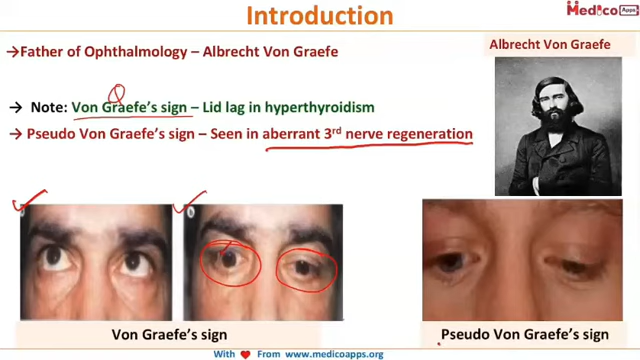 Introduction
MedicoApps
→Father of Ophthalmology – Albrecht Von Graefe
Albrecht Von Graefe
→ Note: Von Graefe's sign – Lid lag in hyperthyroidism
→ Pseudo Von Graefe's sign – Seen in aberrant 3rd nerve regeneration
Von Graefe's sign
Pseudo Von Graefe's sign
With ♥ From www.medicoapps.org